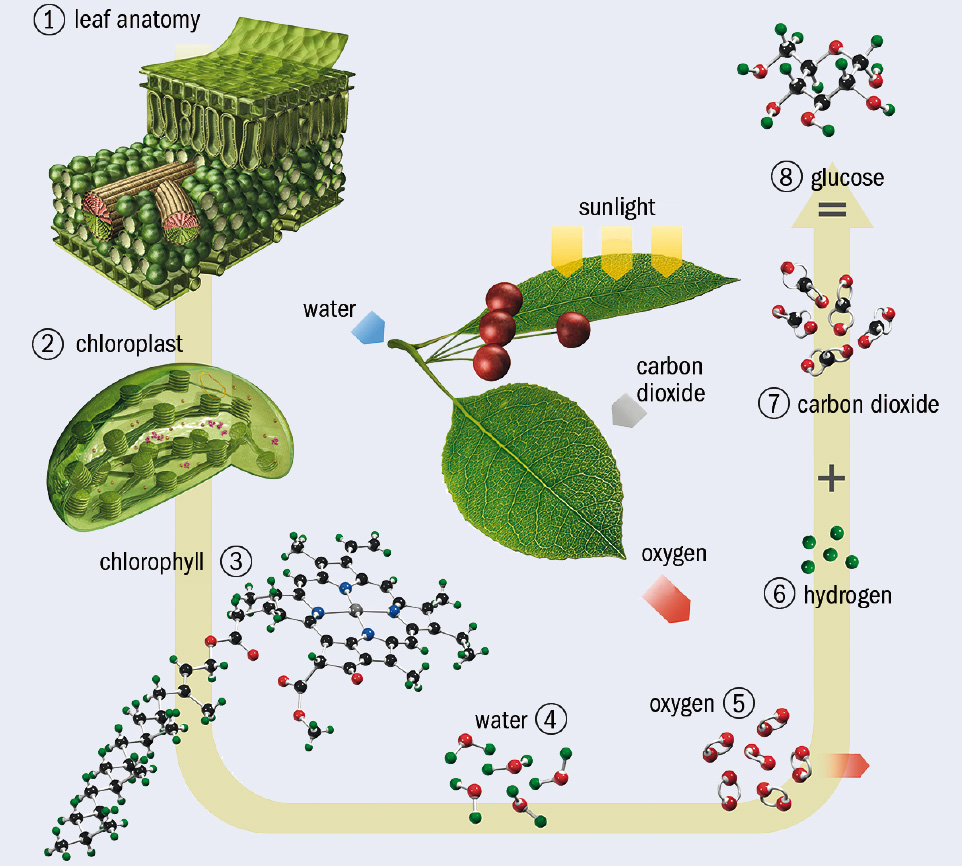 ① leaf anatomy
② chloroplast
chlorophyll ③
water ④
oxygen ⑤
⑥ hydrogen
+
⑦ carbon dioxide
=
⑧ glucose
sunlight
water
carbon
dioxide
oxygen